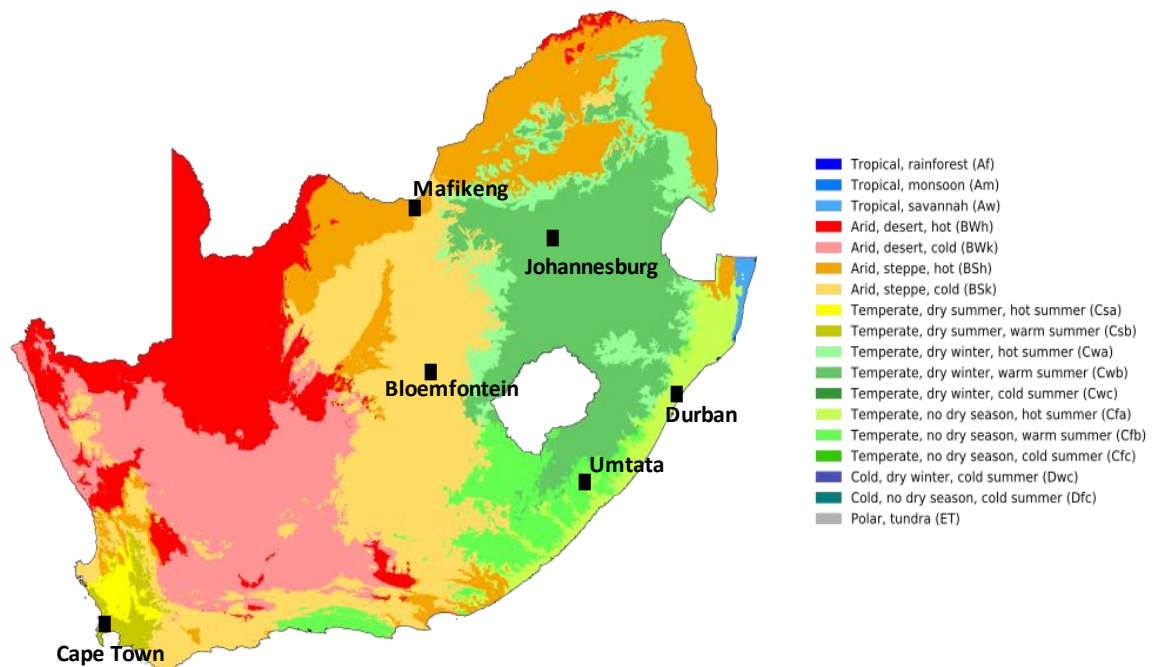 Mafikeng
Johannesburg
Bloemfontein
Durban
Umtata
Cape Town
Tropical, rainforest (Af)
Tropical, monsoon (Am)
Tropical, savannah (Aw)
Arid, desert, hot (BWh)
Arid, desert, cold (BWk)
Arid, steppe, hot (BSh)
Arid, steppe, cold (BSk)
Temperate, dry summer, hot summer (Csa)
Temperate, dry summer, warm summer (Csb)
Temperate, dry winter, hot summer (Cwa)
Temperate, dry winter, warm summer (Cwb)
Temperate, dry winter, cold summer (Cwc)
Temperate, no dry season, hot summer (Cfa)
Temperate, no dry season, warm summer (Cfb)
Temperate, no dry season, cold summer (Cfc)
Cold, dry winter, cold summer (Dwc)
Cold, no dry season, cold summer (Dfc)
Polar, tundra (ET)